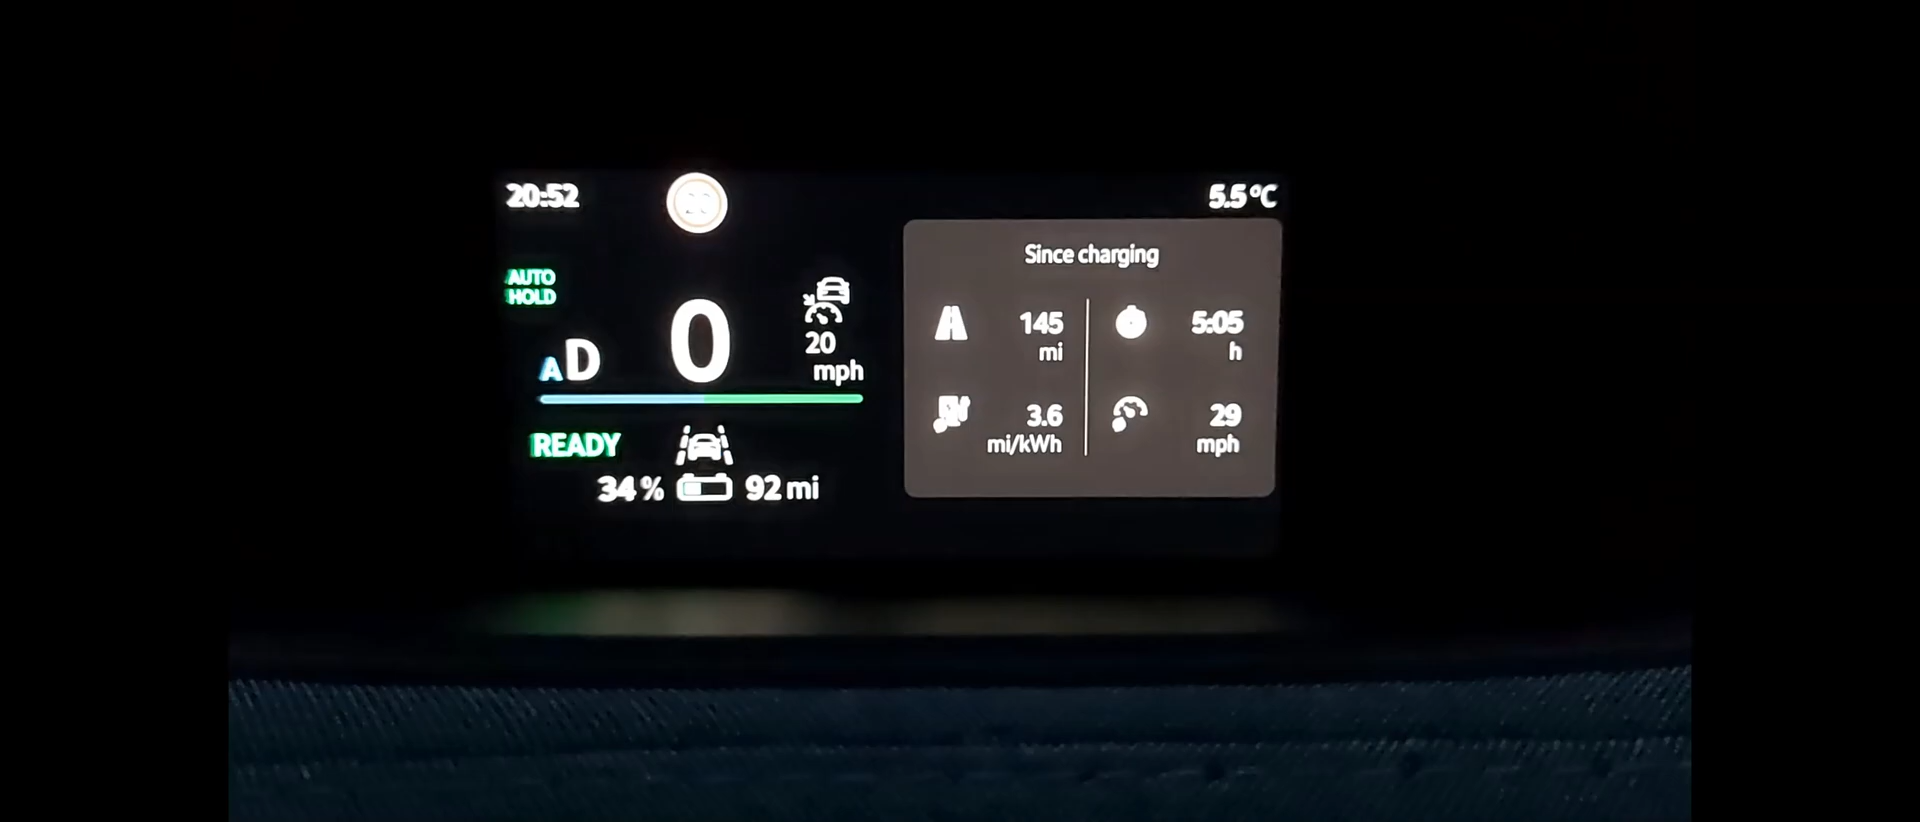 20:52
5.5°C
Since charging
AUTO
HOLD
0
20
mph
A D
READY
34% 92 mi
145
mi
5:05
h
3.6
mi/kWh
29
mph